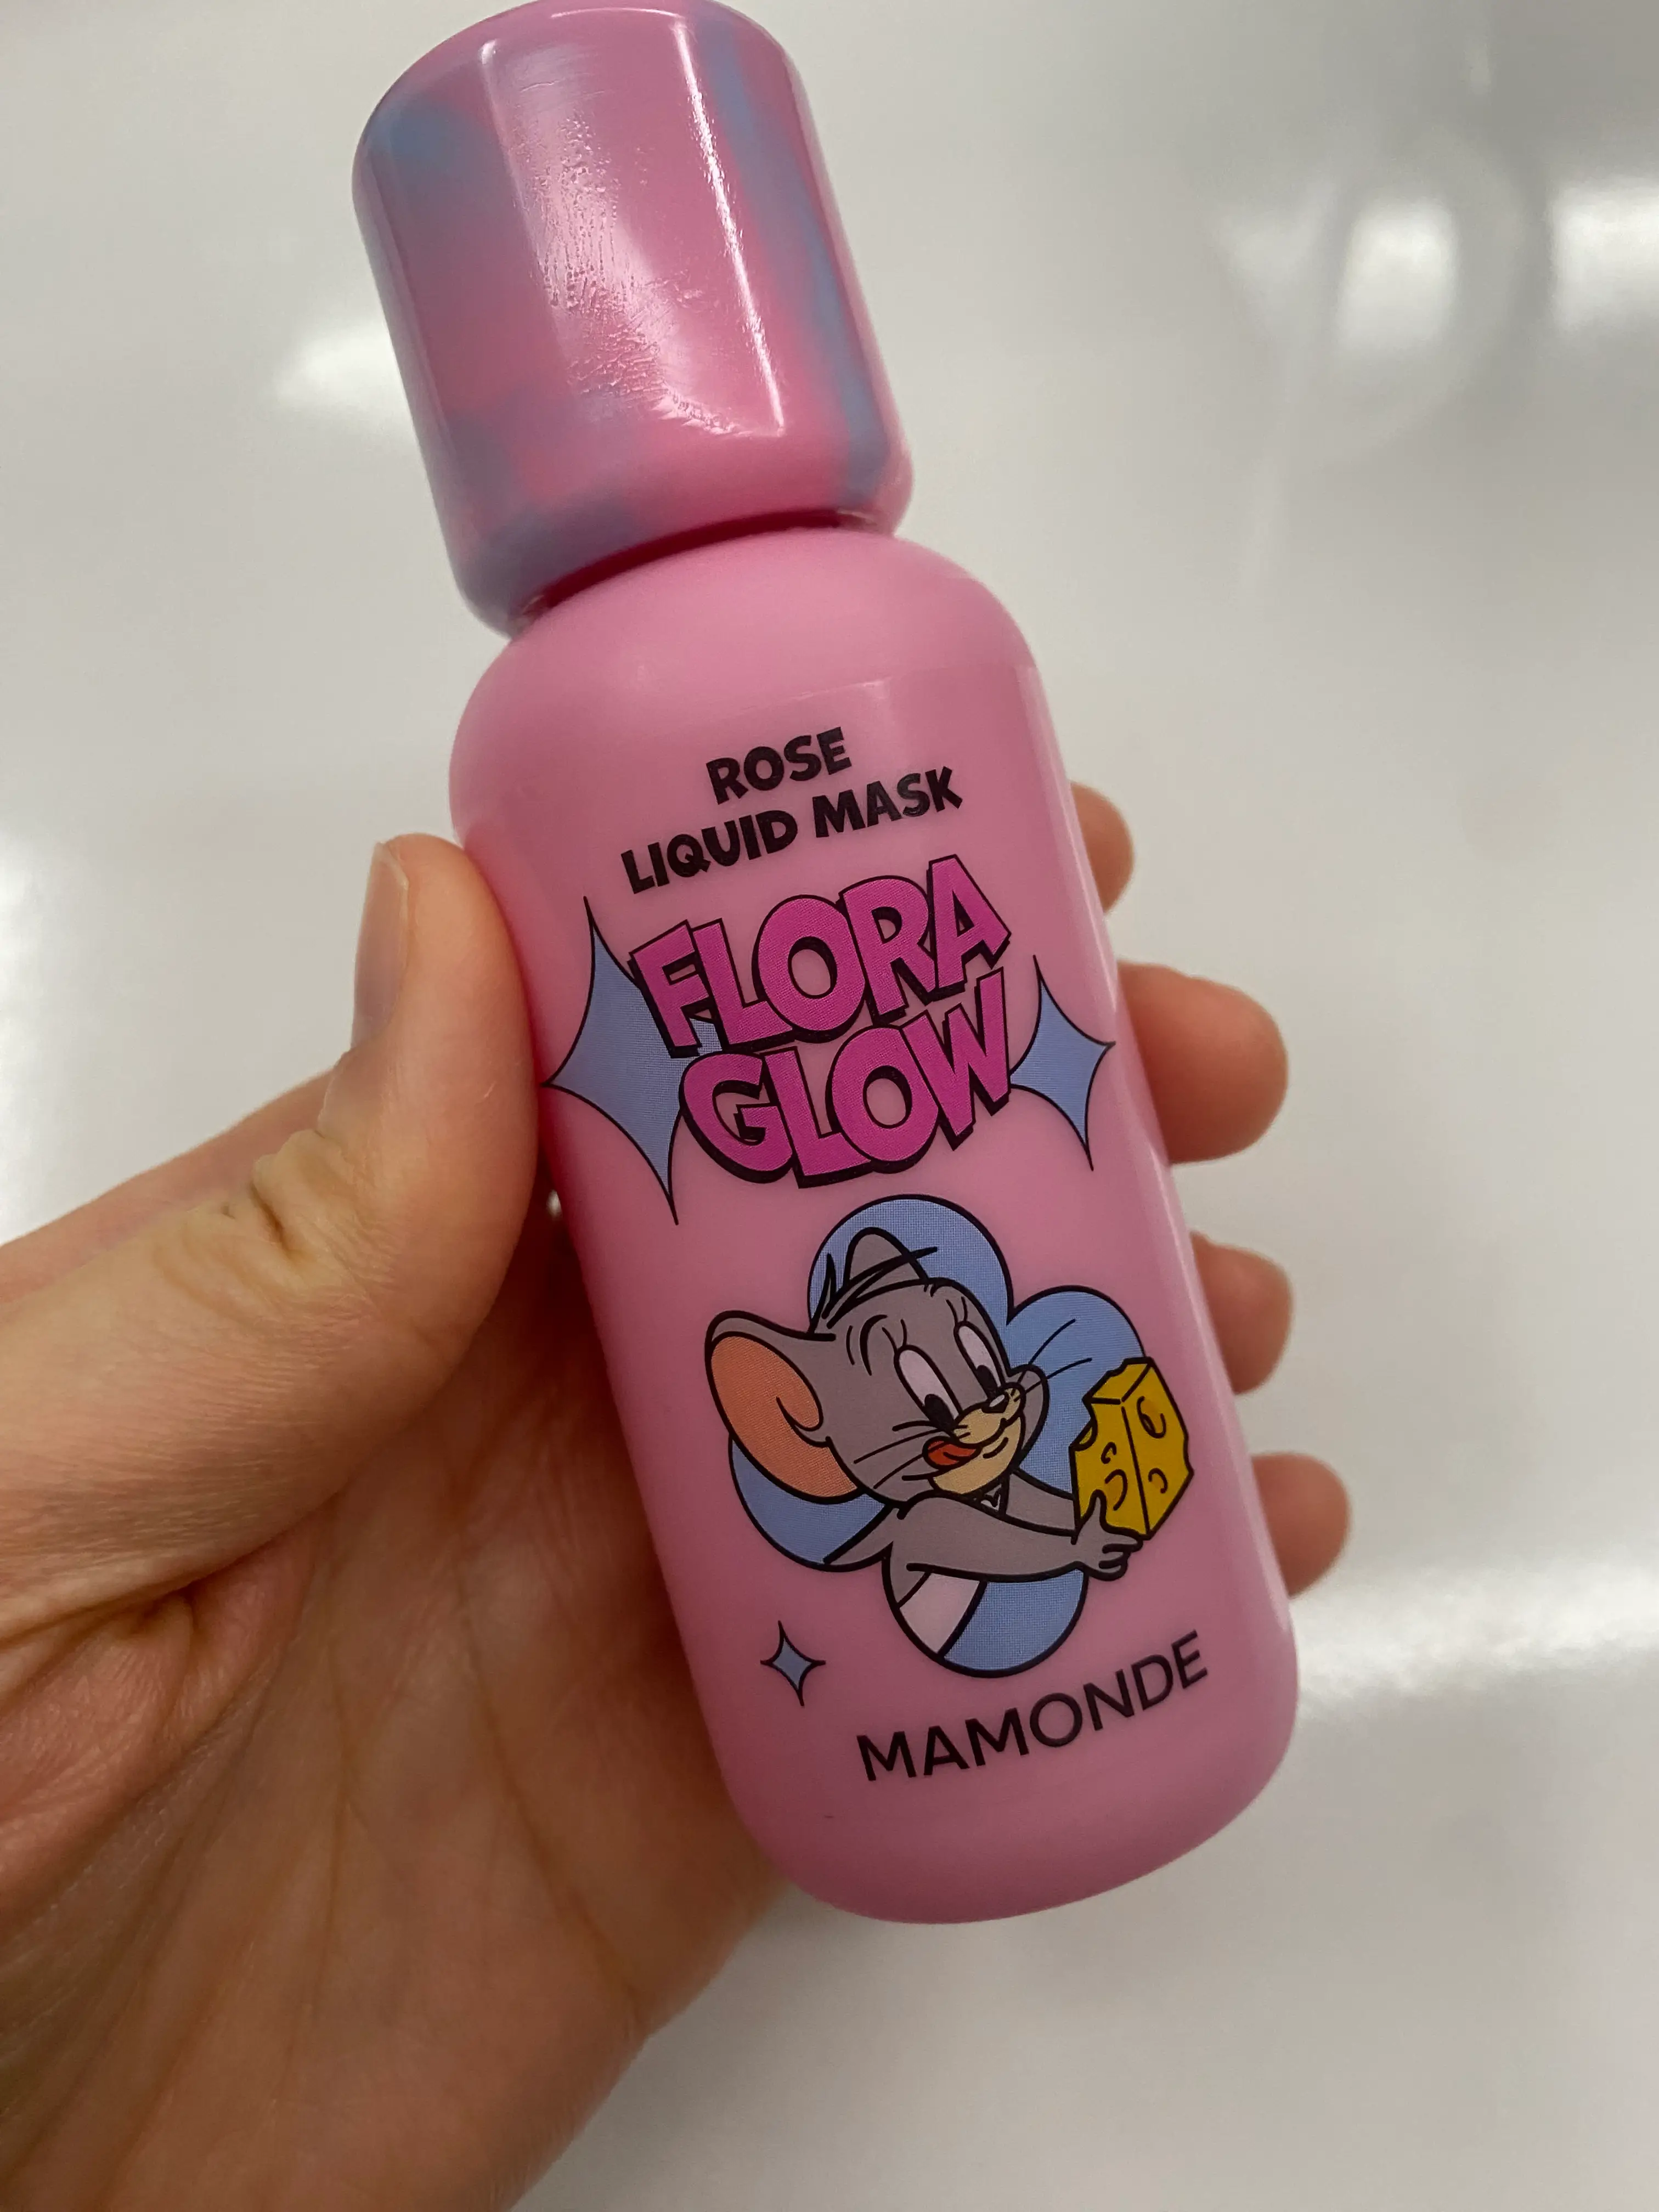 ROSE
LIQUID MASK
FLORA
GLOW
MAMONDE